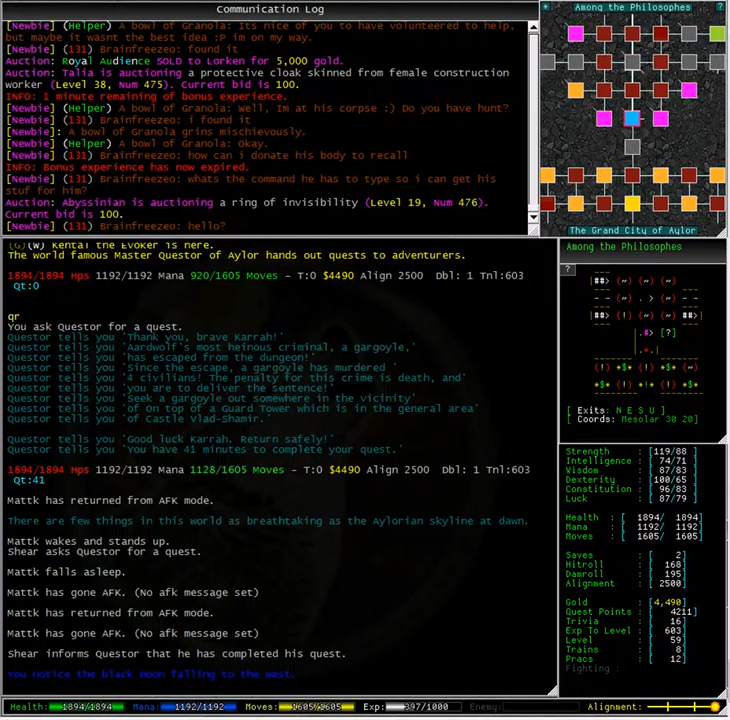 Communication Log
[Newbie] (Helper) A bowl of Granola: Its nice of you to have volunteered to help,
but maybe it wasnt the best idea :P im on my way.
[Newbie] (131) Brainfreezeo: found it
Auction: Royal Audience SOLD to Lorken for 5,000 gold.
Auction: Talia is auctioning a protective cloak skinned from female construction
worker (Level 38, Num 475). Current bid is 100.
INFO: 1 minute remaining of bonus experience.
[Newbie] (Helper) A bowl of Granola: Well, Im at his corpse :) Do you have hunt?
[Newbie] (131) Brainfreezeo: i found it
[Newbie]: A bowl of Granola grins mischievously.
[Newbie] (Helper) A bowl of Granola: Okay.
[Newbie] (131) Brainfreezeo: how can i donate his body to recall
INFO: Bonus experience has now expired.
[Newbie] (131) Brainfreezeo: whats the command he has to type so i can get his
stuf for him?
Auction: Abyssinian is auctioning a ring of invisibility (Level 19, Num 476).
Current bid is 100.
[Newbie] (131) Brainfreezeo: hello?
Among the Philosophes
?
The Grand City of Aylor
(G)(W) Kental the Evoker is here.
The world famous Master Questor of Aylor hands out quests to adventurers.
1894/1894 Hps 1192/1192 Mana 920/1605 Moves - T:0 $4490 Align 2500 Dbl: 1 Tnl:603
Qt:0
qr
You ask Questor for a quest.
Questor tells you 'Thank you, brave Karrah!'
Questor tells you 'Aardwolf's most heinous criminal, a gargoyle,'
Questor tells you 'has escaped from the dungeon!'
Questor tells you 'Since the escape, a gargoyle has murdered '
Questor tells you '4 civilians! The penalty for this crime is death, and'
Questor tells you 'you are to deliver the sentence!'
Questor tells you 'Seek a gargoyle out somewhere in the vicinity'
Questor tells you 'of On top of a Guard Tower which is in the general area'
Questor tells you 'of Castle Vlad-Shamir.'
Questor tells you 'Good luck Karrah. Return safely!'
Questor tells you 'You have 41 minutes to complete your quest.'
1894/1894 Hps 1192/1192 Mana 1128/1605 Moves - T:0 $4490 Align 2500 Dbl: 1 Tnl:603
Qt:41
Mattk has returned from AFK mode.
There are few things in this world as breathtaking as the Aylorian skyline at dawn.
Mattk wakes and stands up.
Shear asks Questor for a quest.
Mattk falls asleep.
Mattk has gone AFK. (No afk message set)
Mattk has returned from AFK mode.
Mattk has gone AFK. (No afk message set)
Shear informs Questor that he has completed his quest.
You notice the black moon falling to the west.
Among the Philosophes
?
--- ---
|##> (~) (~) (~)
- - (~) . > (~)
|##> (!) (~) (~) ##>|
|.#> [?]
|.*.|
(!) *$* (!) *$* (~)
*$* (!) *!* (!) *$*
[ Exits: N E S U ]
[ Coords: Mesolar 30 20]
Strength : [119/88 ]
Intelligence : [ 74/71 ]
Wisdom : [ 87/83 ]
Dexterity : [100/65 ]
Constitution : [ 96/83 ]
Luck : [ 87/79 ]
Health : [ 1894/ 1894]
Mana : [ 1192/ 1192]
Moves : [ 1605/ 1605]
Saves : [ 2]
Hitroll : [ 168]
Damroll : [ 195]
Alignment : [ 2500]
Gold : [4,490]
Quest Points : [ 4211]
Trivia : [ 16]
Exp To Level : [ 603]
Level : [ 59]
Trains : [ 8]
Pracs : [ 12]
Fighting :
Health: 1894/1894 Mana: 1192/1192 Moves: 1605/1605 Exp: 397/1000 Enemy: Alignment: